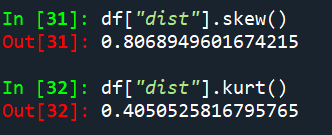 In [31]: df["dist"].skew()
Out[31]: 0.8068949601674215
In [32]: df["dist"].kurt()
Out[32]: 0.4050525816795765